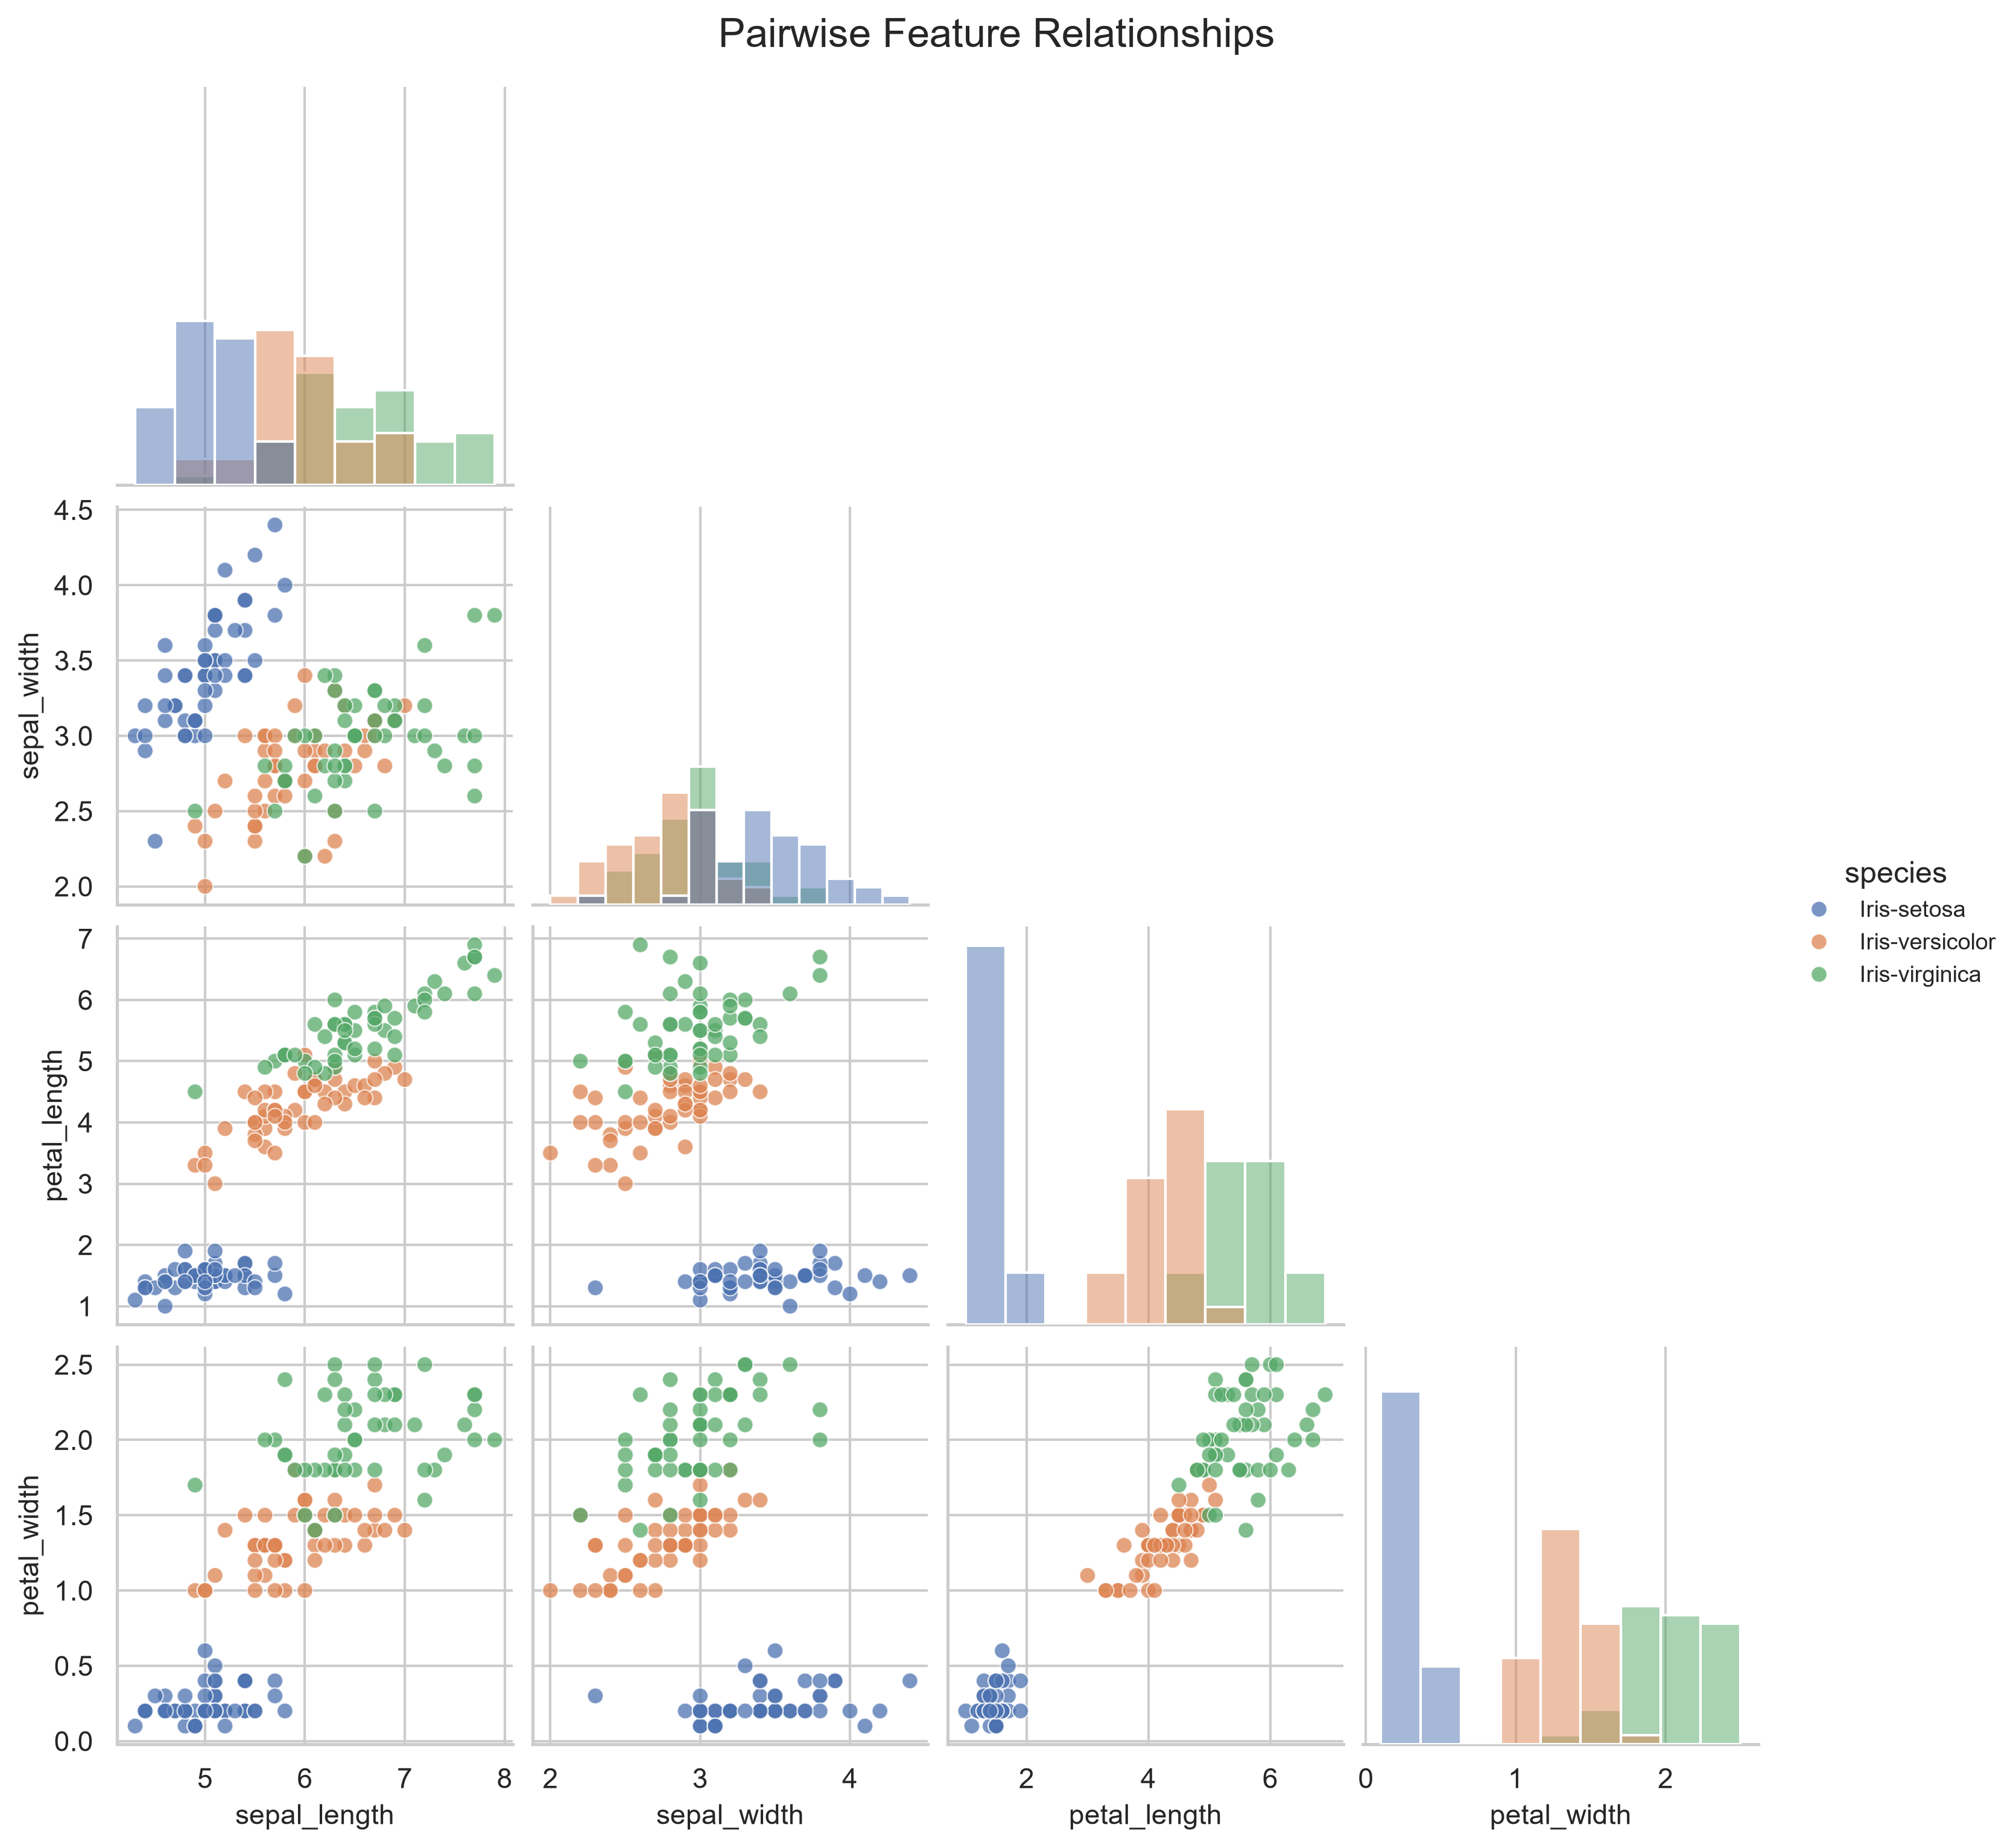 Pairwise Feature Relationships
4.5
4.0
3.5
3.0
2.5
2.0
sepal_width
7
6
5
4
3
2
1
petal_length
species
Iris-setosa
Iris-versicolor
Iris-virginica
2.5
2.0
1.5
1.0
0.5
0.0
petal_width
5 6 7 8
2 3 4
2 4 6
0 1 2
sepal_length
sepal_width
petal_length
petal_width